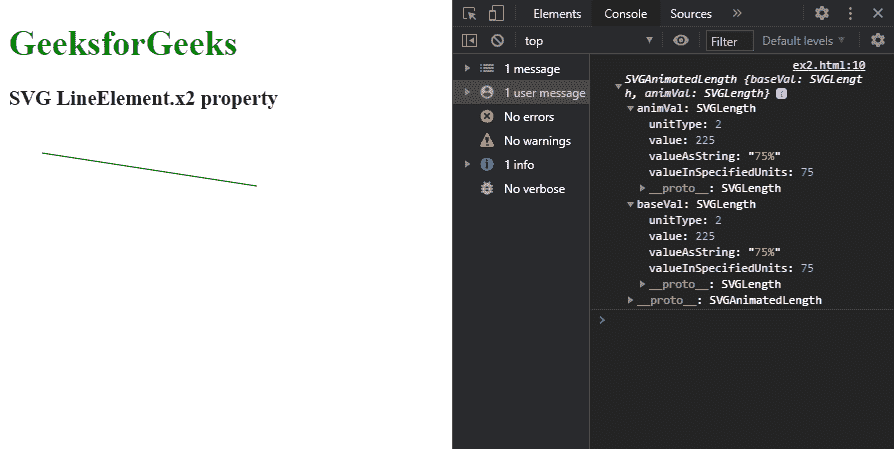 GeeksforGeeks
SVG LineElement.x2 property
Elements Console Sources »
top Filter Default levels
1 message
1 user message
No errors
No warnings
1 info
No verbose
ex2.html:10
SVGAnimatedLength {baseVal: SVGLengt
h, animVal: SVGLength} i
animVal: SVGLength
unitType: 2
value: 225
valueAsString: "75%"
valueInSpecifiedUnits: 75
__proto__: SVGLength
baseVal: SVGLength
unitType: 2
value: 225
valueAsString: "75%"
valueInSpecifiedUnits: 75
__proto__: SVGLength
__proto__: SVGAnimatedLength
>